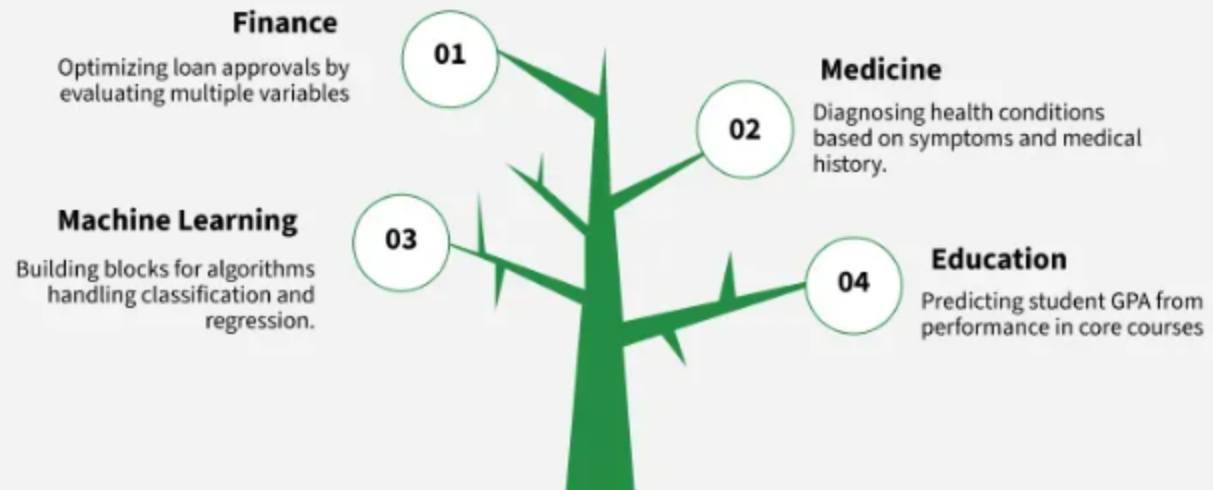 Finance
01
Optimizing loan approvals by
evaluating multiple variables
Medicine
02
Diagnosing health conditions
based on symptoms and medical
history.
Machine Learning
03
Building blocks for algorithms
handling classification and
regression.
Education
04
Predicting student GPA from
performance in core courses